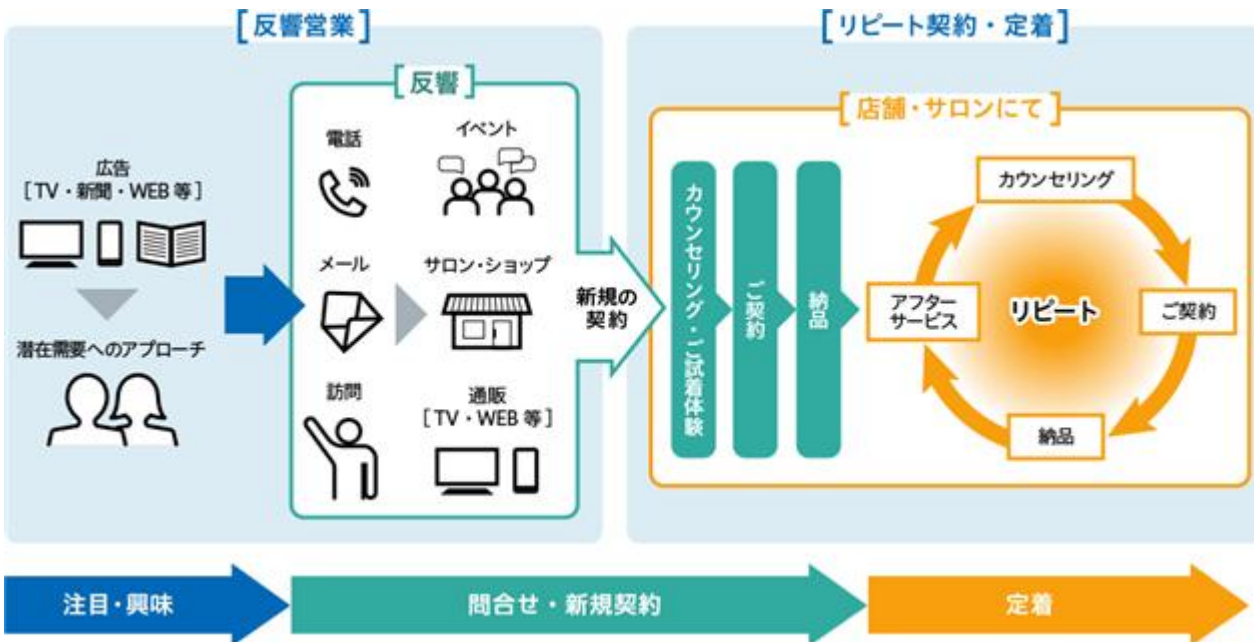 [反響営業]
[リピート契約・定着]
[反響]
[店舗・サロンにて]
広告
[TV・新聞・WEB 等]
潜在需要へのアプローチ
電話
イベント
メール
サロン・ショップ
訪問
通販
[TV・WEB 等]
新規の
契約
カウンセリング・ご試着体験
ご契約
納品
カウンセリング
ご契約
納品
アフター
サービス
リピート
注目・興味
問合せ・新規契約
定着